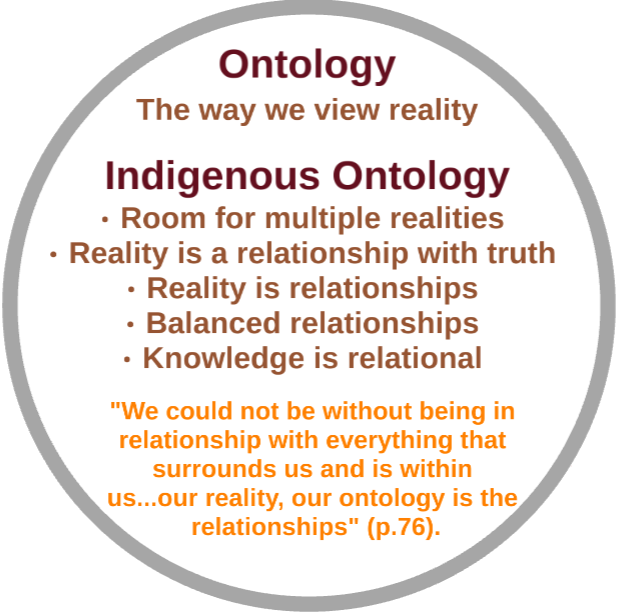 Ontology
The way we view reality
Indigenous Ontology
· Room for multiple realities
· Reality is a relationship with truth
· Reality is relationships
· Balanced relationships
· Knowledge is relational
"We could not be without being in
relationship with everything that
surrounds us and is within
us...our reality, our ontology is the
relationships" (p.76).